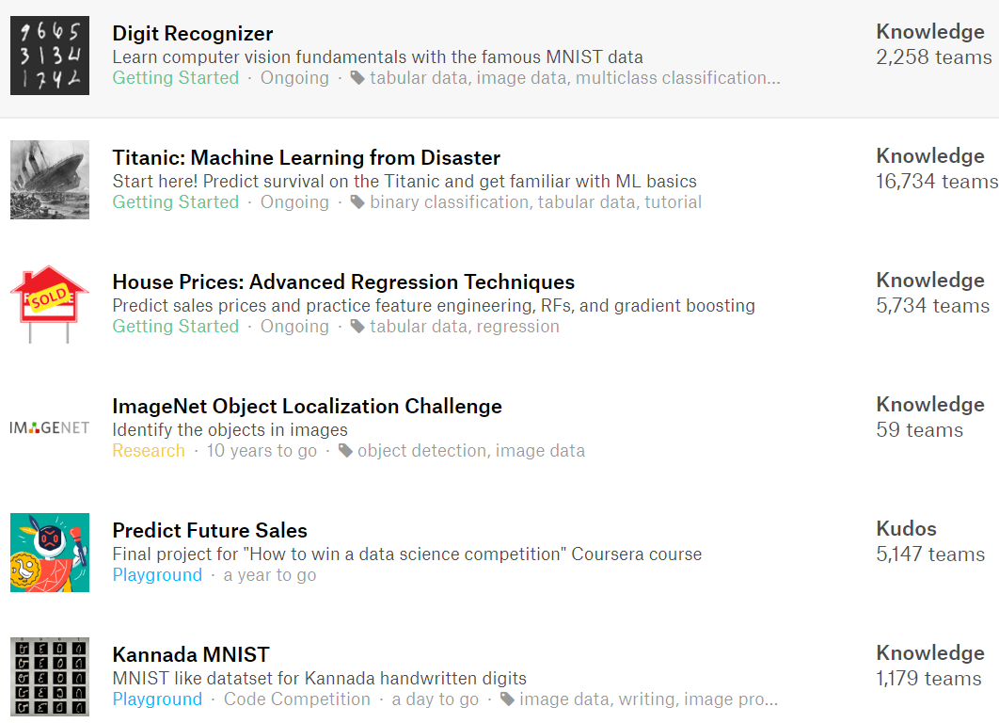 Digit Recognizer
Learn computer vision fundamentals with the famous MNIST data
Getting Started · Ongoing · tabular data, image data, multiclass classification...
Knowledge
2,258 teams
Titanic: Machine Learning from Disaster
Start here! Predict survival on the Titanic and get familiar with ML basics
Getting Started · Ongoing · binary classification, tabular data, tutorial
Knowledge
16,734 teams
SOLD
House Prices: Advanced Regression Techniques
Predict sales prices and practice feature engineering, RFs, and gradient boosting
Getting Started · Ongoing · tabular data, regression
Knowledge
5,734 teams
IMAGENET
ImageNet Object Localization Challenge
Identify the objects in images
Research · 10 years to go · object detection, image data
Knowledge
59 teams
Predict Future Sales
Final project for "How to win a data science competition" Coursera course
Playground · a year to go
Kudos
5,147 teams
Kannada MNIST
MNIST like datatset for Kannada handwritten digits
Playground · Code Competition · a day to go · image data, writing, image pro...
Knowledge
1,179 teams